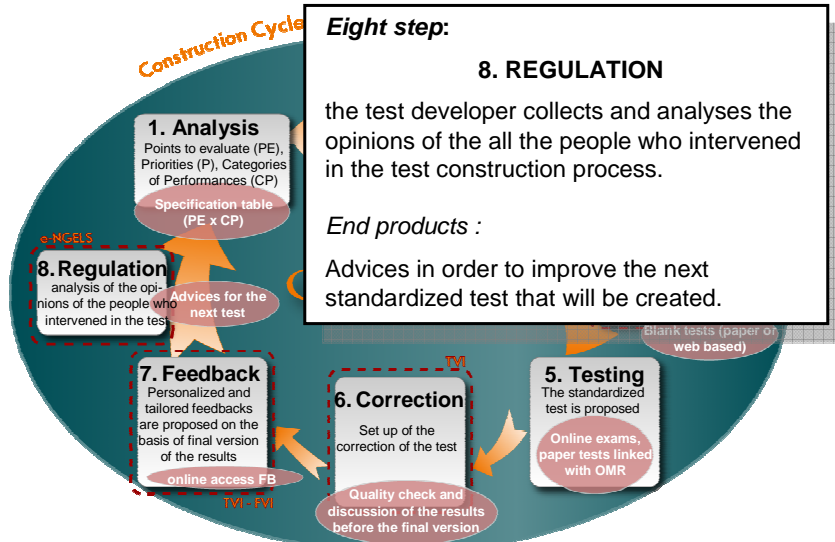 Construction Cycle
Eight step:
8. REGULATION
the test developer collects and analyses the
opinions of the all the people who intervened
in the test construction process.
End products :
Advices in order to improve the next
standardized test that will be created.
1. Analysis
Points to evaluate (PE),
Priorities (P), Categories
of Performances (CP)
Specification table
(PE x CP)
e-NGELS
8. Regulation
analysis of the opi-
nions of the people who
intervened in the test
Advices for the
next test
7. Feedback
Personalized and
tailored feedbacks
are proposed on the
basis of final version
of the results
online access FB
TVI - FVI
TVI
6. Correction
Set up of the
correction of the test
Quality check and
discussion of the results
before the final version
5. Testing
The standardized
test is proposed
Online exams,
paper tests linked
with OMR
Blank tests (paper or
web based)